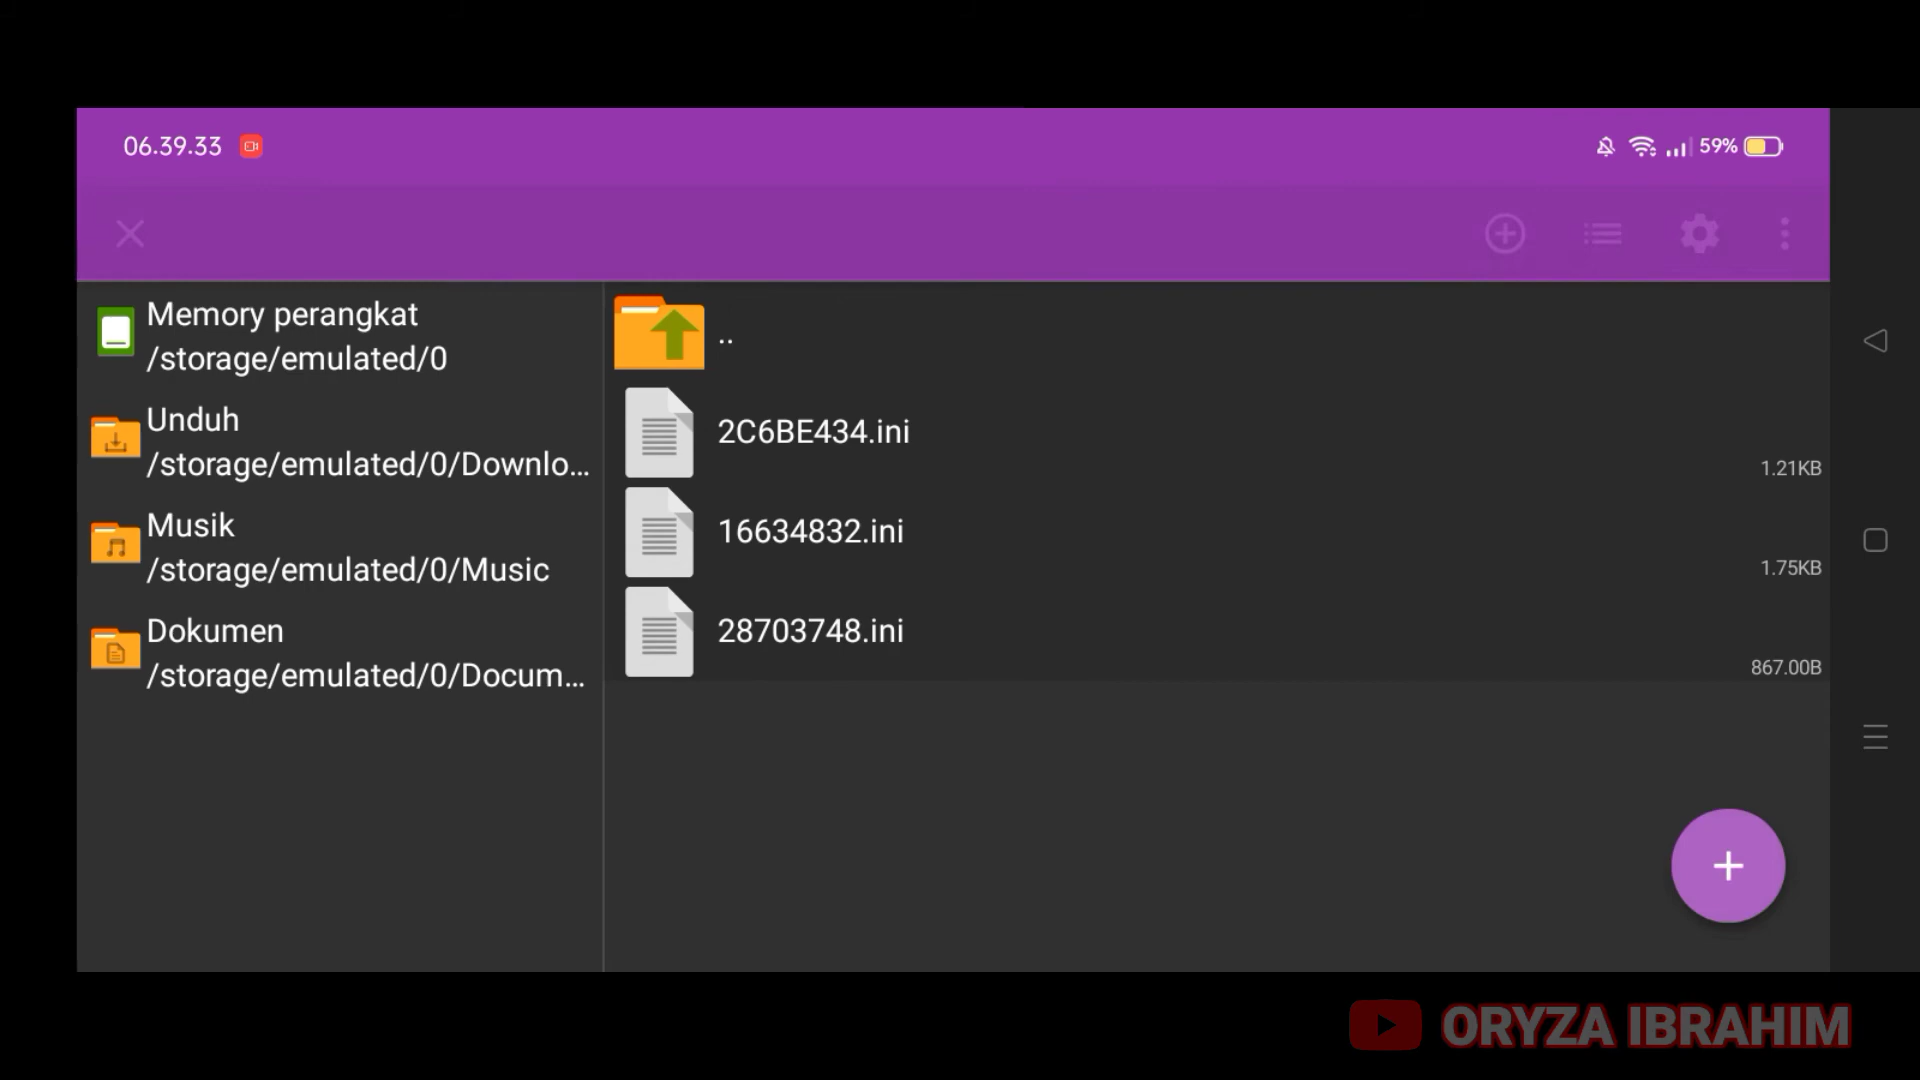 06.39.33
59%
Memory perangkat
/storage/emulated/0
Unduh
/storage/emulated/0/Downlo...
Musik
/storage/emulated/0/Music
Dokumen
/storage/emulated/0/Docum...
..
2C6BE434.ini
1.21KB
16634832.ini
1.75KB
28703748.ini
867.00B
ORYZA IBRAHIM